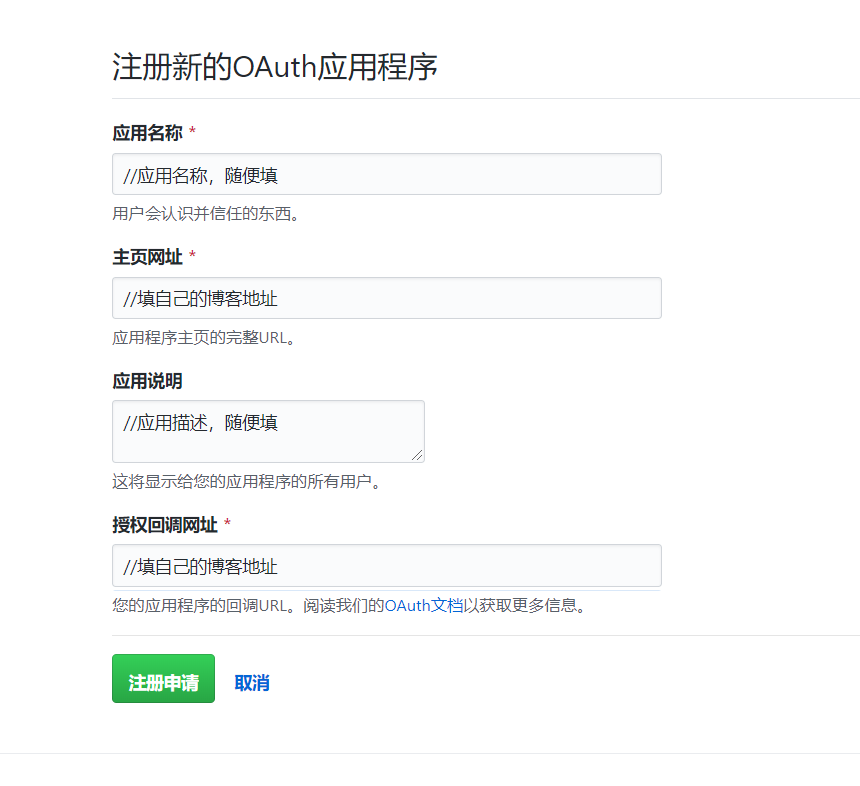 注册新的OAuth应用程序
应用名称 *
//应用名称，随便填
用户会认识并信任的东西。
主页网址 *
//填自己的博客地址
应用程序主页的完整URL。
应用说明
//应用描述，随便填
这将显示给您的应用程序的所有用户。
授权回调网址 *
//填自己的博客地址
您的应用程序的回调URL。阅读我们的OAuth文档以获取更多信息。
注册申请 取消